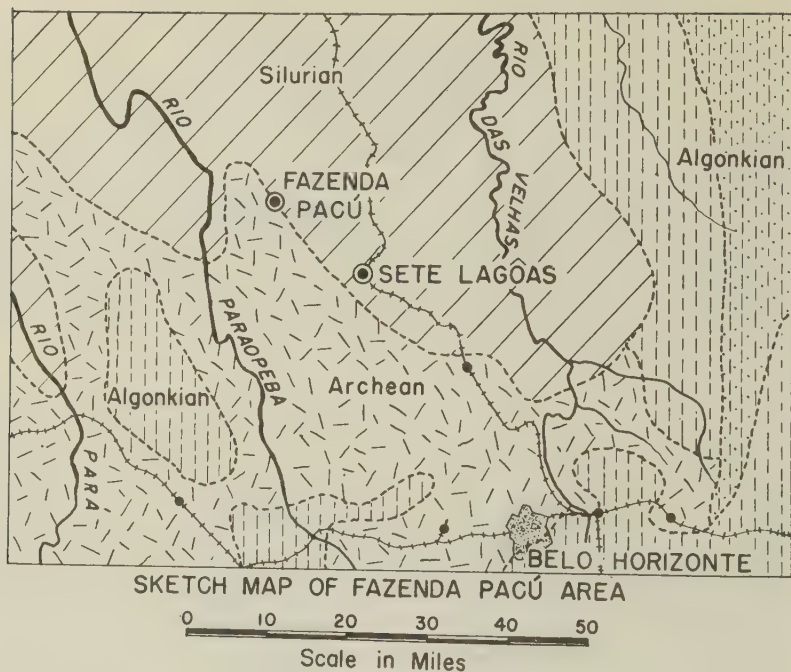 Silurian
RIO
DAS
VELHAS
Algonkian
RIO
FAZENDA
PACÚ
SETE LAGOAS
RIO
PARAOPEBA
Algonkian
Archean
PARA
BELO HORIZONTE
SKETCH MAP OF FAZENDA PACÚ AREA
0 10 20 30 40 50
Scale in Miles